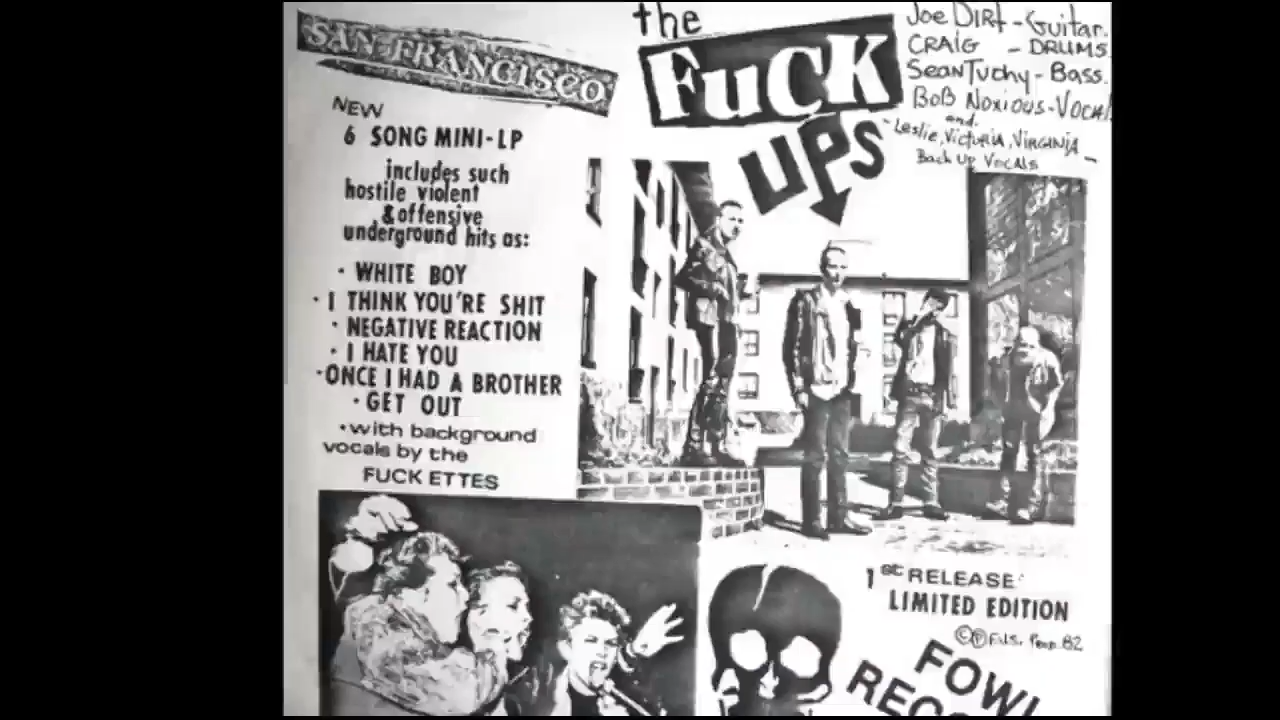 SAN FRANCISCO
NEW
6 SONG MINI-LP
includes such
hostile violent
& offensive
underground hits as:
· WHITE BOY
· I THINK YOU'RE SHIT
· NEGATIVE REACTION
· I HATE YOU
· ONCE I HAD A BROTHER
· GET OUT
· with background
vocals by the
FUCK ETTES
the
FuCK
uPs
Joe DIRt - Guitar.
CRAIG - DRUMS
Sean Tuohy - Bass.
BoB Noxious - Vocal
and.
- Leslie, Victoria, VIRGINIA -
Back Up Vocals
1st RELEASE:
LIMITED EDITION
©℗ F.U.S. 82
FOWL
RECO